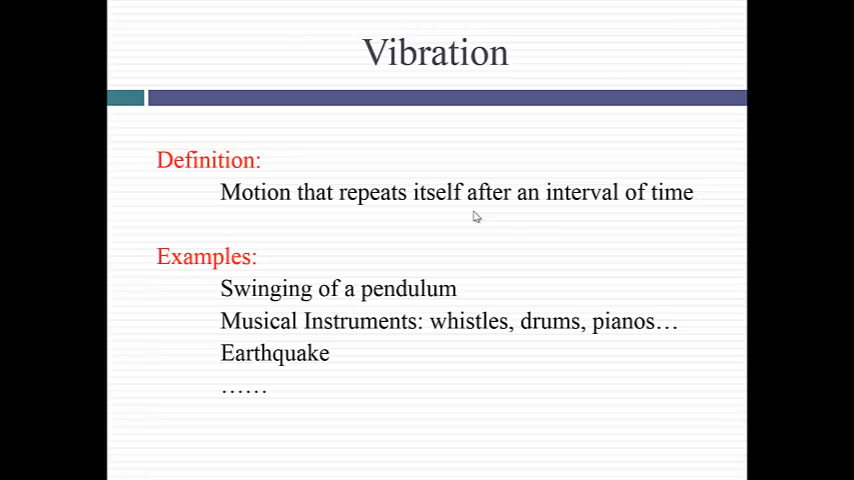 Vibration
Definition:
Motion that repeats itself after an interval of time
Examples:
Swinging of a pendulum
Musical Instruments: whistles, drums, pianos…
Earthquake
……